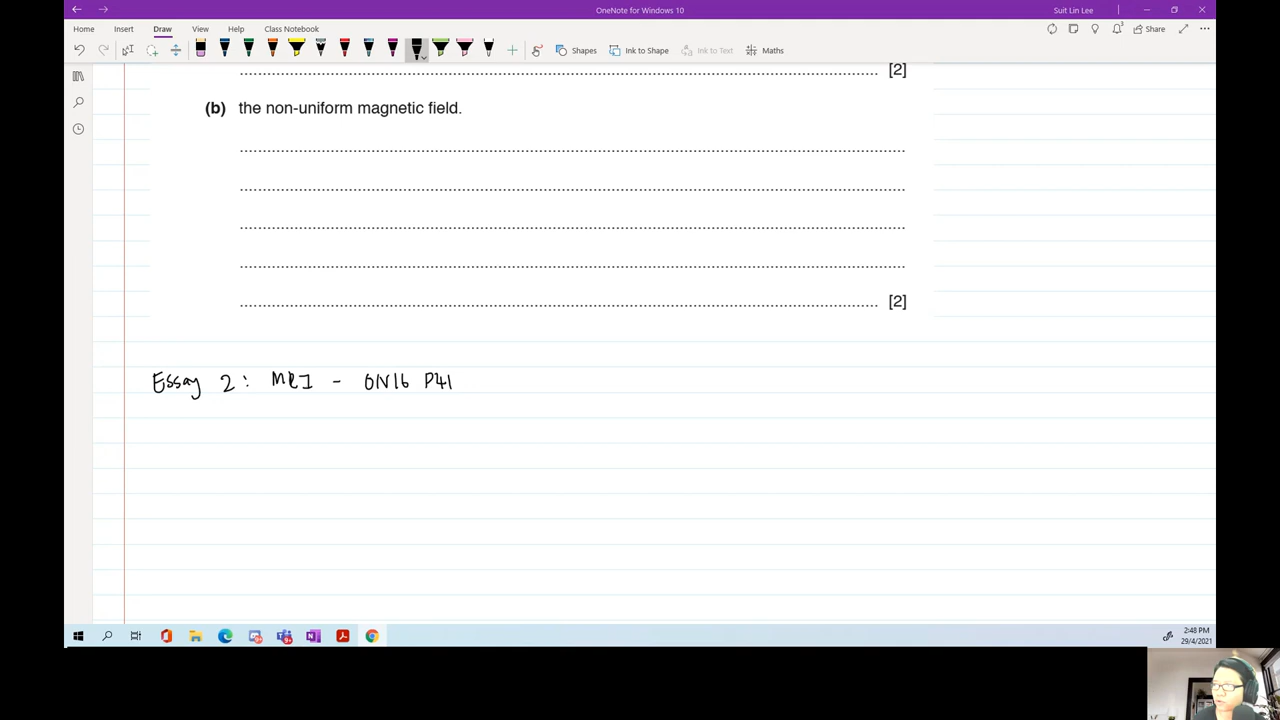 OneNote for Windows 10
Suit Lin Lee
Home Insert Draw View Help Class Notebook
Share
Shapes Ink to Shape Ink to Text Maths
[2]
(b) the non-uniform magnetic field.
[2]
Essay 2: MRI - ON16 P41
2:48 PM
29/4/2021